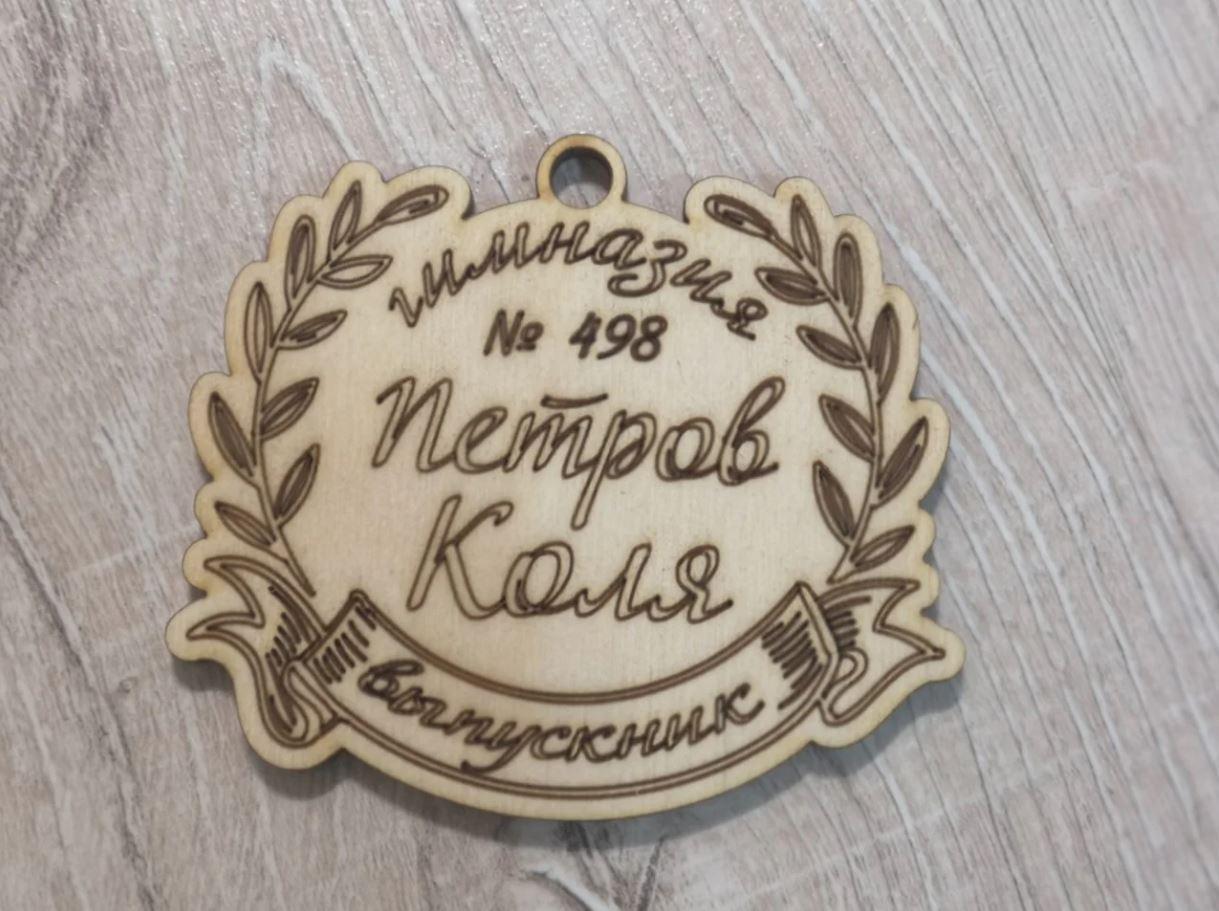 гимназия
№ 498
Петров
Коля
выпускник